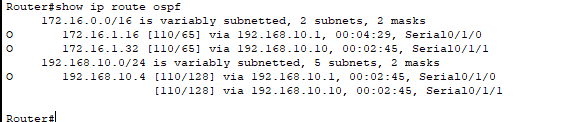 Router#show ip route ospf
     172.16.0.0/16 is variably subnetted, 2 subnets, 2 masks
O       172.16.1.16 [110/65] via 192.168.10.1, 00:04:29, Serial0/1/0
O       172.16.1.32 [110/65] via 192.168.10.10, 00:02:45, Serial0/1/1
     192.168.10.0/24 is variably subnetted, 5 subnets, 2 masks
O       192.168.10.4 [110/128] via 192.168.10.1, 00:02:45, Serial0/1/0
                     [110/128] via 192.168.10.10, 00:02:45, Serial0/1/1
Router#